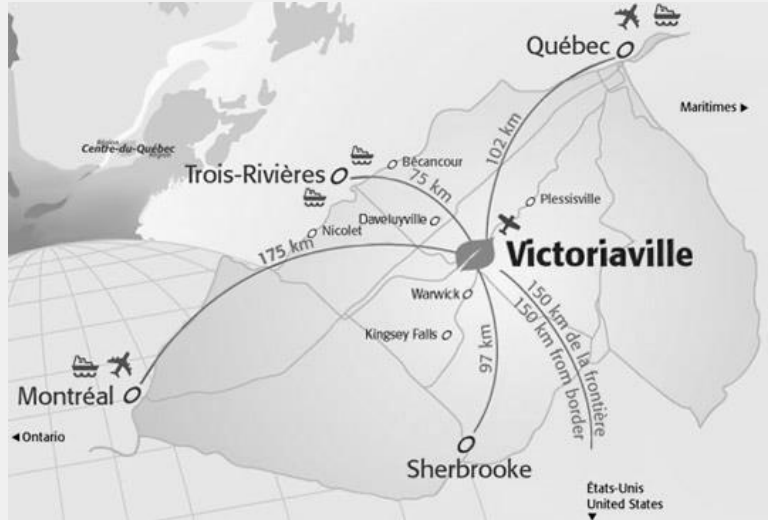 Québec
Maritimes ▶
Région
Centre-du-Québec
Region
Trois-Rivières
Bécancour
102 km
75 km
Plessisville
Daveluyville
Nicolet
175 km
Victoriaville
Warwick
150 km de la frontière
150 km from border
Kingsey Falls
97 km
Montréal
◀ Ontario
Sherbrooke
États-Unis
United States
▼